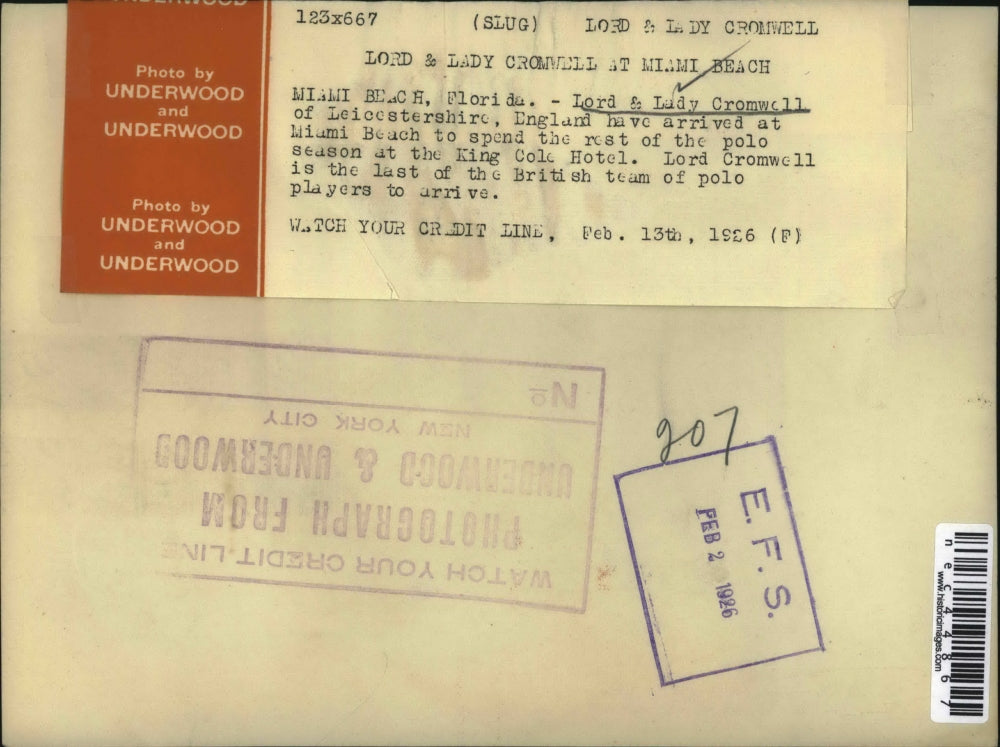 UNDERWOOD
Photo by
UNDERWOOD
and
UNDERWOOD
Photo by
UNDERWOOD
and
UNDERWOOD
123x667 (SLUG) LORD & LADY CROMWELL
LORD & LADY CROMWELL AT MIAMI BEACH
MIAMI BEACH, Florida. - Lord & Lady Cromwell
of Leicestershire, England have arrived at
Miami Beach to spend the rest of the polo
season at the King Cole Hotel. Lord Cromwell
is the last of the British team of polo
players to arrive.
WATCH YOUR CREDIT LINE, Feb. 13th, 1926 (F)
WATCH YOUR CREDIT LINE
PHOTOGRAPH FROM
UNDERWOOD & UNDERWOOD
NEW YORK CITY
No
207
E. F. S.
FEB 2 1926
nec44867
www.historicimages.com